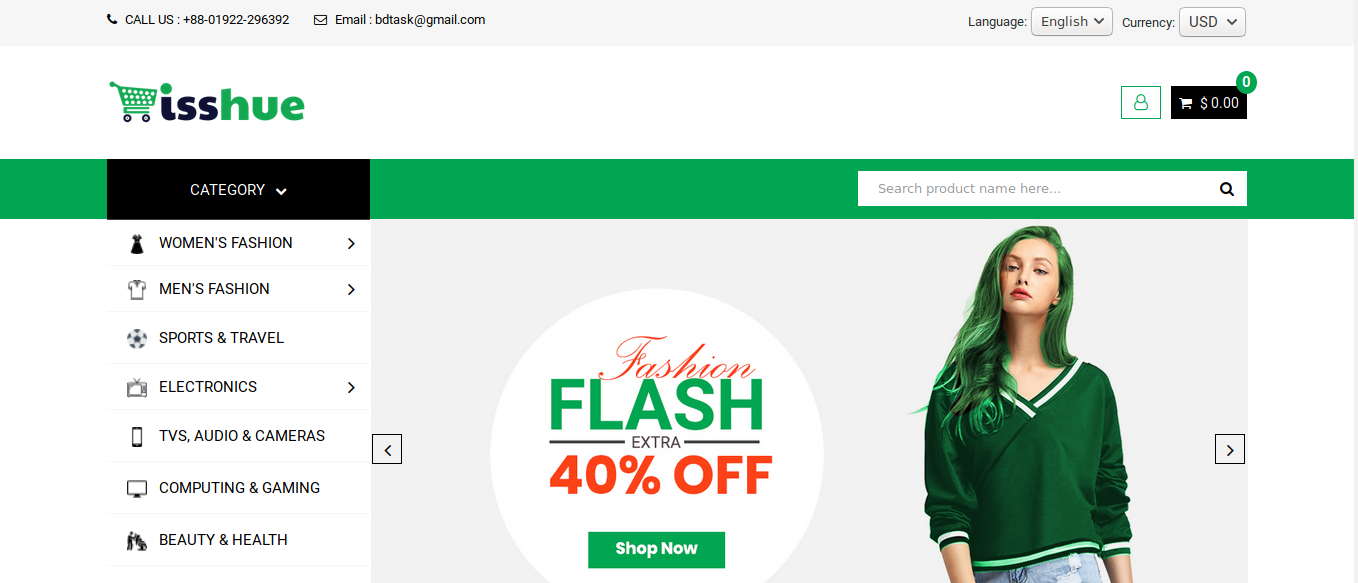 CALL US : +88-01922-296392
Email : bdtask@gmail.com
Language: English
Currency: USD
isshue
0
$ 0.00
CATEGORY
Search product name here...
WOMEN'S FASHION
MEN'S FASHION
SPORTS & TRAVEL
ELECTRONICS
TVS, AUDIO & CAMERAS
COMPUTING & GAMING
BEAUTY & HEALTH
Fashion
FLASH
EXTRA
40% OFF
Shop Now